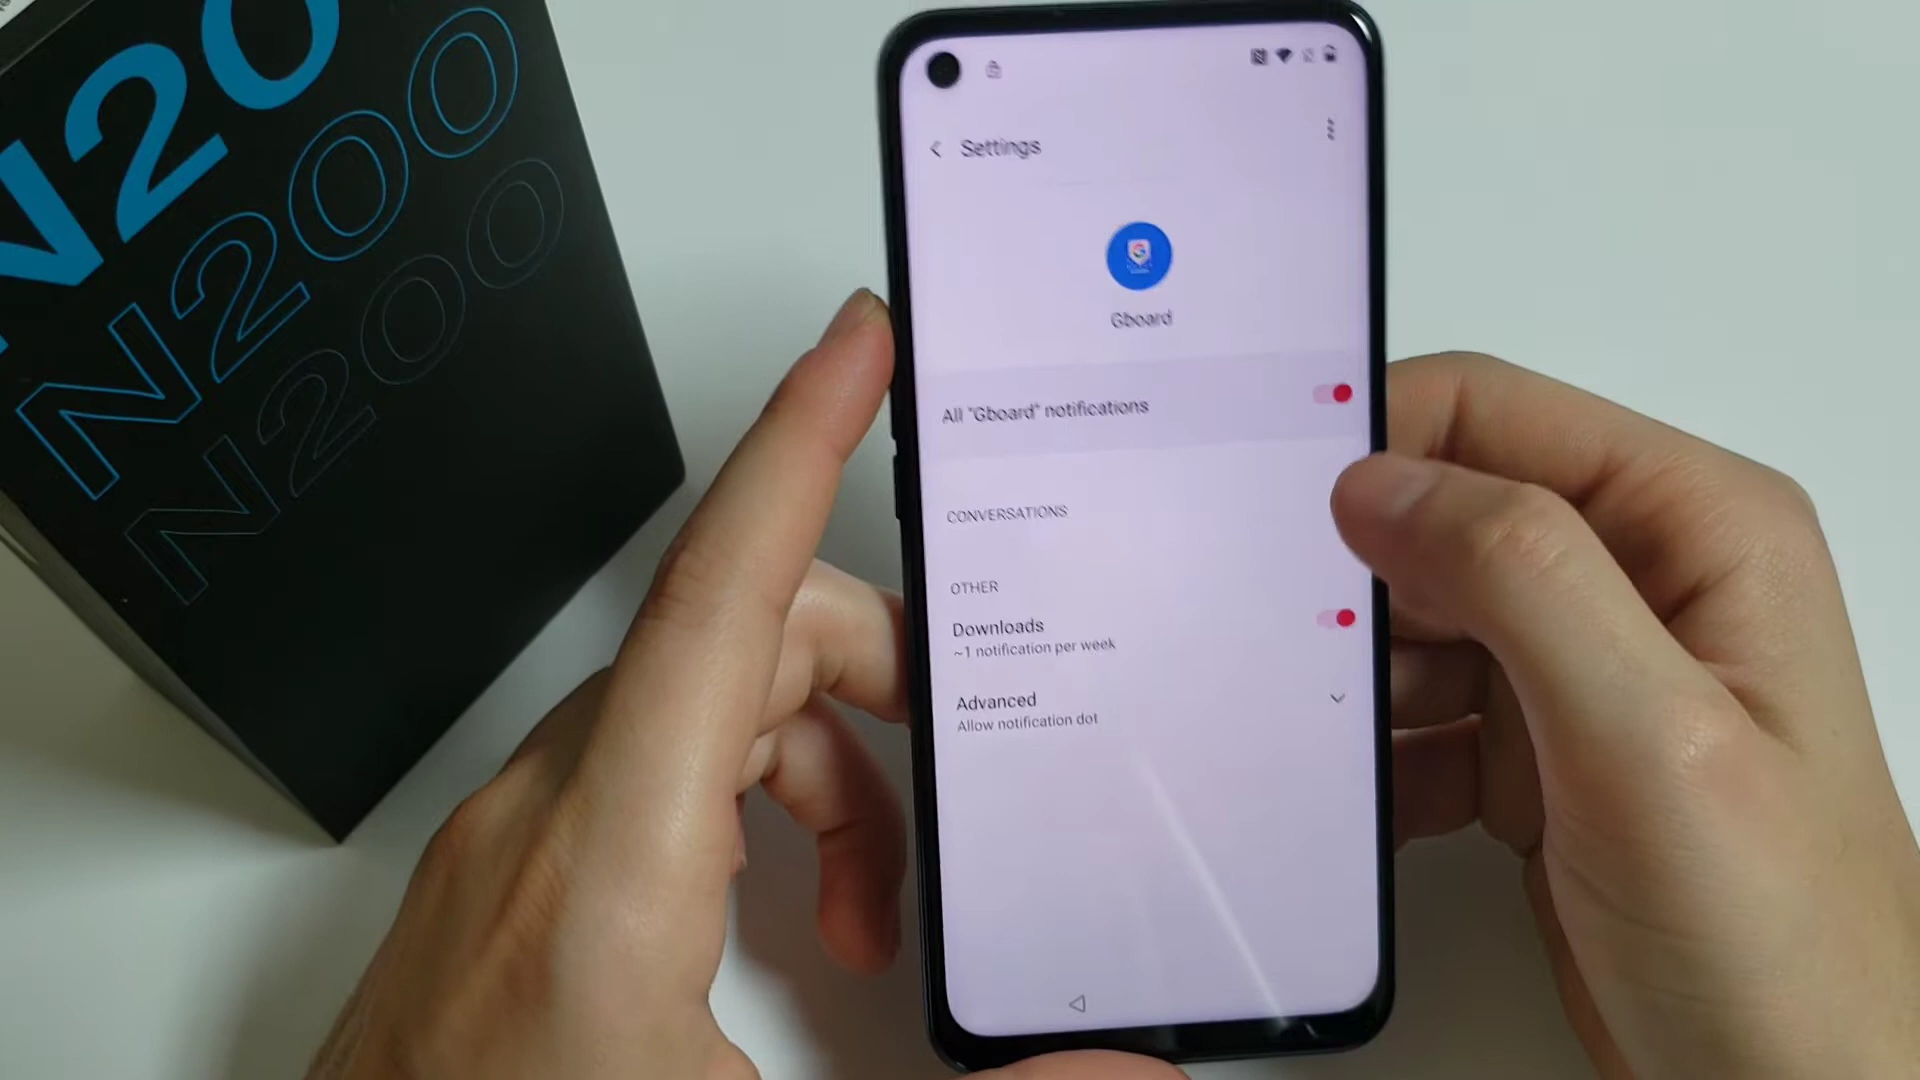 N20
N200
N200
Settings
Gboard
All "Gboard" notifications
CONVERSATIONS
OTHER
Downloads
~1 notification per week
Advanced
Allow notification dot